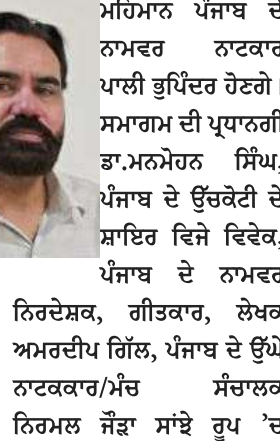 ਮਹਿਮਾਨ ਪੰਜਾਬ ਦੇ
ਨਾਮਵਰ ਨਾਟਕਾਰ
ਪਾਲੀ ਭੁਪਿੰਦਰ ਹੋਣਗੇ।
ਸਮਾਗਮ ਦੀ ਪ੍ਰਧਾਨਗੀ
ਡਾ.ਮਨਮੋਹਨ ਸਿੰਘ,
ਪੰਜਾਬ ਦੇ ਉੱਚਕੋਟੀ ਦੇ
ਸ਼ਾਇਰ ਵਿਜੇ ਵਿਵੇਕ,
ਪੰਜਾਬ ਦੇ ਨਾਮਵਰ
ਨਿਰਦੇਸ਼ਕ, ਗੀਤਕਾਰ, ਲੇਖਕ
ਅਮਰਦੀਪ ਗਿੱਲ, ਪੰਜਾਬ ਦੇ ਉੱਘੇ
ਨਾਟਕਕਾਰ/ਮੰਚ ਸੰਚਾਲਕ
ਨਿਰਮਲ ਜੌੜਾ ਸਾਂਝੇ ਰੂਪ 'ਚ